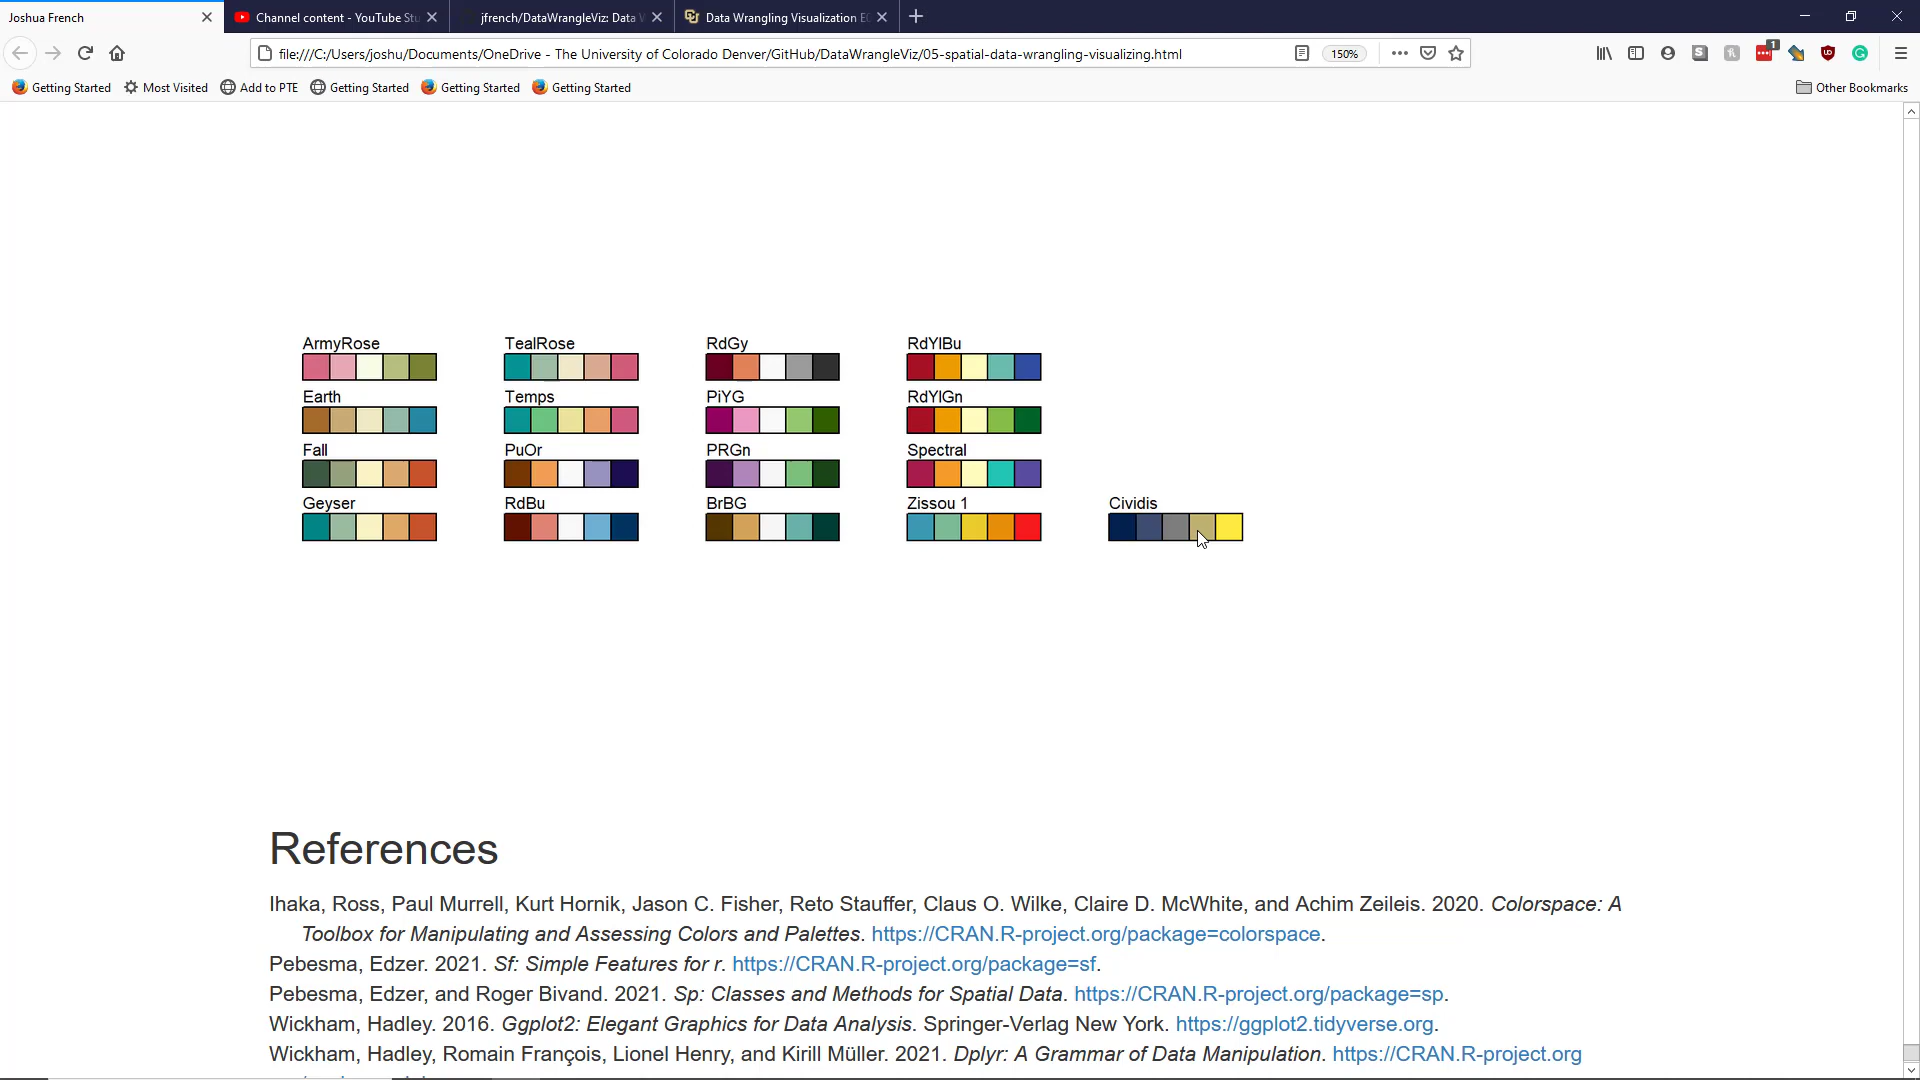 Joshua French
Channel content - YouTube Stu
jfrench/DataWrangleViz: Data W
Data Wrangling Visualization E
file:///C:/Users/joshu/Documents/OneDrive - The University of Colorado Denver/GitHub/DataWrangleViz/05-spatial-data-wrangling-visualizing.html
150%
1
Getting Started
Most Visited
Add to PTE
Getting Started
Getting Started
Getting Started
Other Bookmarks
ArmyRose
TealRose
RdGy
RdYlBu
Earth
Temps
PiYG
RdYlGn
Fall
PuOr
PRGn
Spectral
Geyser
RdBu
BrBG
Zissou 1
Cividis
References
Ihaka, Ross, Paul Murrell, Kurt Hornik, Jason C. Fisher, Reto Stauffer, Claus O. Wilke, Claire D. McWhite, and Achim Zeileis. 2020. Colorspace: A
Toolbox for Manipulating and Assessing Colors and Palettes. https://CRAN.R-project.org/package=colorspace.
Pebesma, Edzer. 2021. Sf: Simple Features for r. https://CRAN.R-project.org/package=sf.
Pebesma, Edzer, and Roger Bivand. 2021. Sp: Classes and Methods for Spatial Data. https://CRAN.R-project.org/package=sp.
Wickham, Hadley. 2016. Ggplot2: Elegant Graphics for Data Analysis. Springer-Verlag New York. https://ggplot2.tidyverse.org.
Wickham, Hadley, Romain François, Lionel Henry, and Kirill Müller. 2021. Dplyr: A Grammar of Data Manipulation. https://CRAN.R-project.org